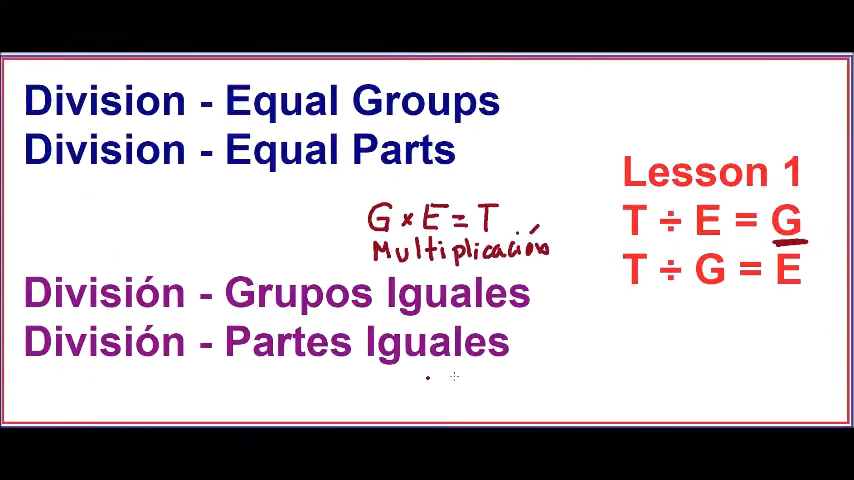 Division - Equal Groups
Division - Equal Parts
G × E = T
Multiplicación
División - Grupos Iguales
División - Partes Iguales
Lesson 1
T ÷ E = G
T ÷ G = E